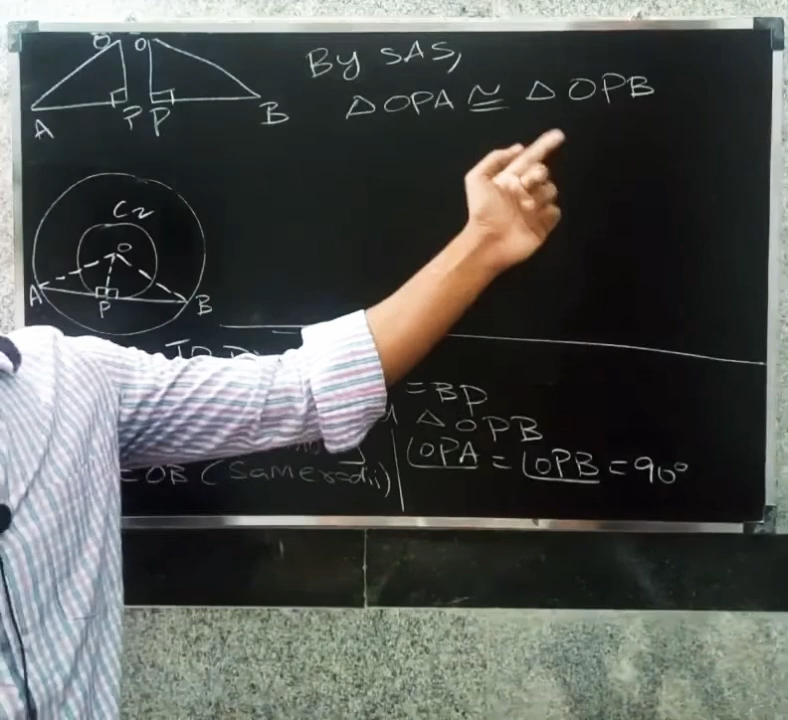 By SAS,
△OPA ≅ △OPB
O O
A P P B
C2
O
A P B
= BP
△OPB
∠OPA = ∠OPB = 90°
= OB (Same radii)